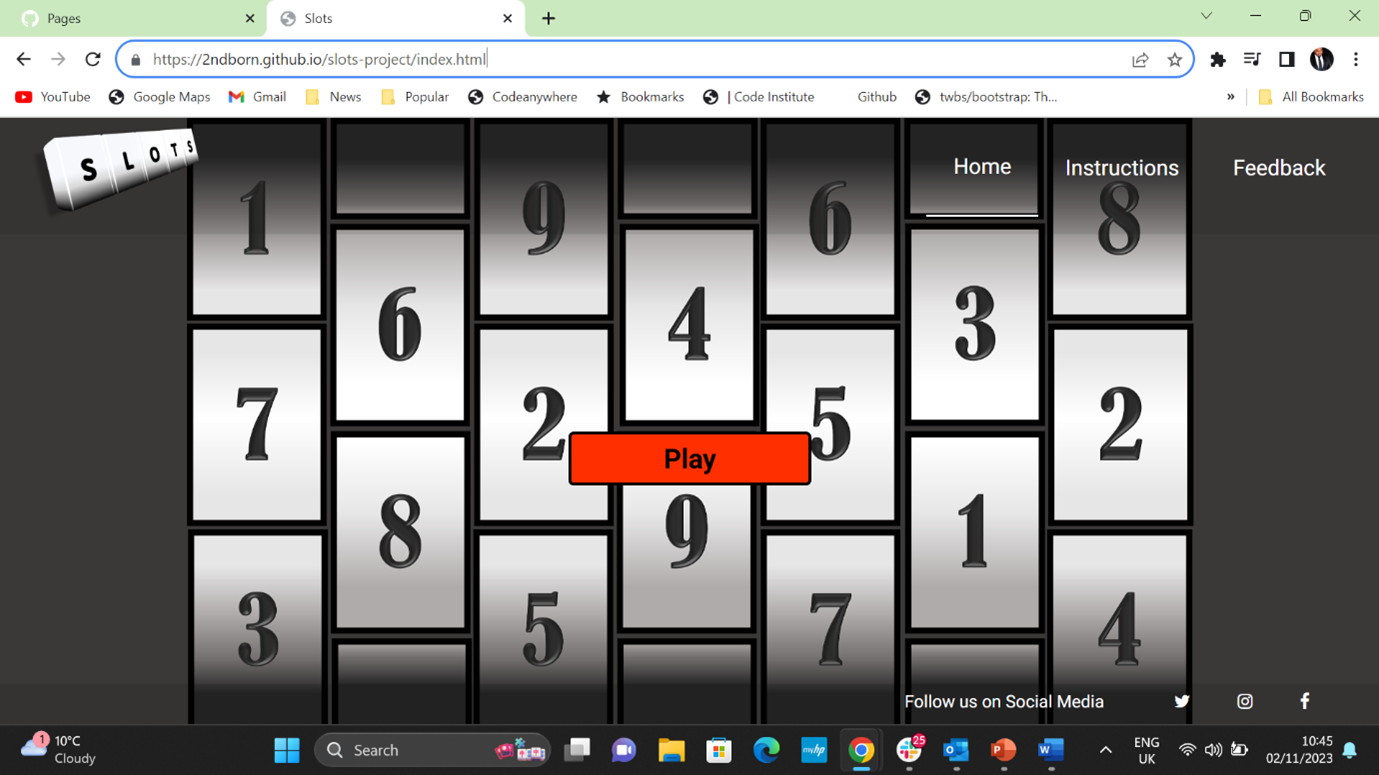 Pages
Slots
https://2ndborn.github.io/slots-project/index.html
YouTube
Google Maps
Gmail
News
Popular
Codeanywhere
Bookmarks
| Code Institute
Github
twbs/bootstrap: Th...
»
All Bookmarks
SLOTS
Home
Instructions
Feedback
1
9
6
8
6
4
3
7
2
5
2
Play
8
9
1
3
5
7
4
Follow us on Social Media
1
10°C
Cloudy
Search
myhp
25
ENG
UK
10:45
02/11/2023